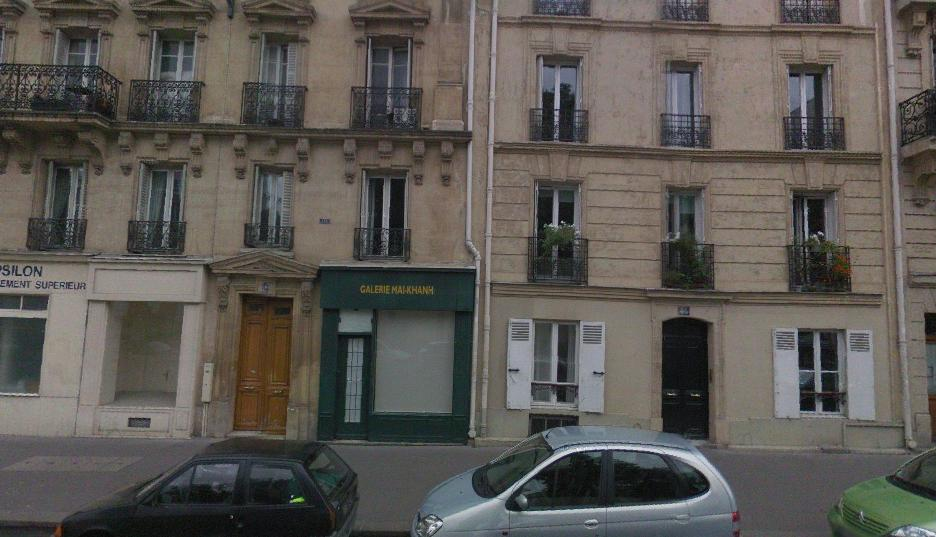 PSILON
EMENT SUPERIEUR
GALERIE MAI-KHANH